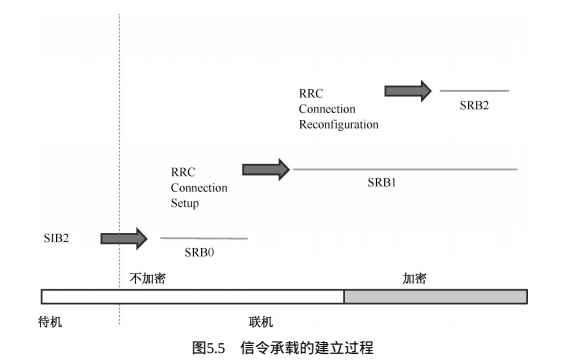 RRC
Connection
Reconfiguration
SRB2
RRC
Connection
Setup
SRB1
SIB2
SRB0
不加密
加密
待机
联机
图5.5 信令承载的建立过程